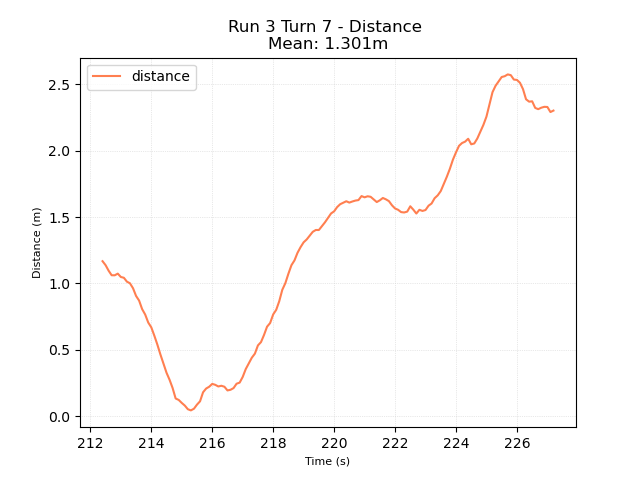 Run 3 Turn 7 - Distance
Mean: 1.301m
distance
2.5
2.0
1.5
1.0
0.5
0.0
Distance (m)
212 214 216 218 220 222 224 226
Time (s)